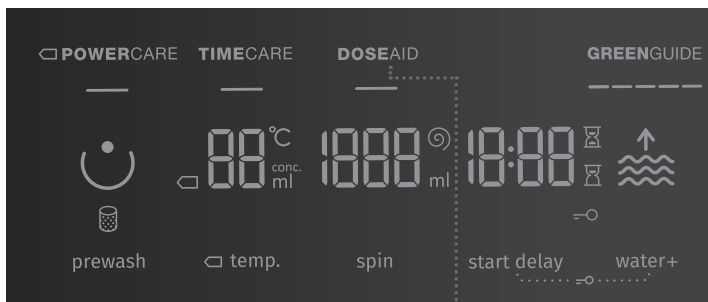 POWERCARE TIMECARE DOSEAID GREENGUIDE
88 °C 1888 18:88
conc.
ml ml
prewash temp. spin start delay water+